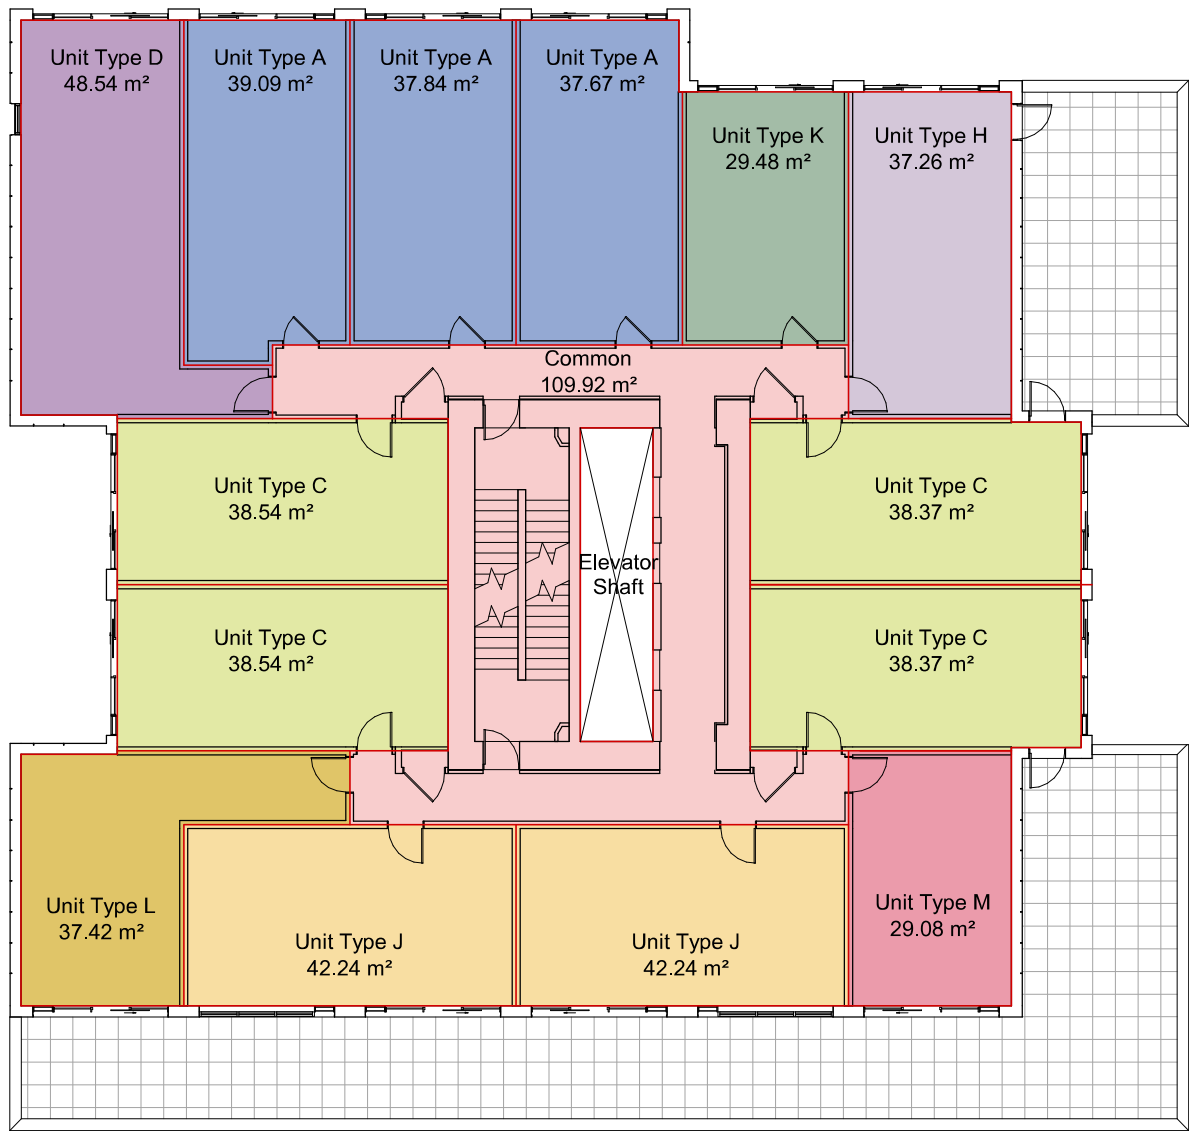 Unit Type D
48.54 m²
Unit Type A
39.09 m²
Unit Type A
37.84 m²
Unit Type A
37.67 m²
Unit Type K
29.48 m²
Unit Type H
37.26 m²
Common
109.92 m²
Unit Type C
38.54 m²
Unit Type C
38.37 m²
Elevator
Shaft
Unit Type C
38.54 m²
Unit Type C
38.37 m²
Unit Type L
37.42 m²
Unit Type J
42.24 m²
Unit Type J
42.24 m²
Unit Type M
29.08 m²